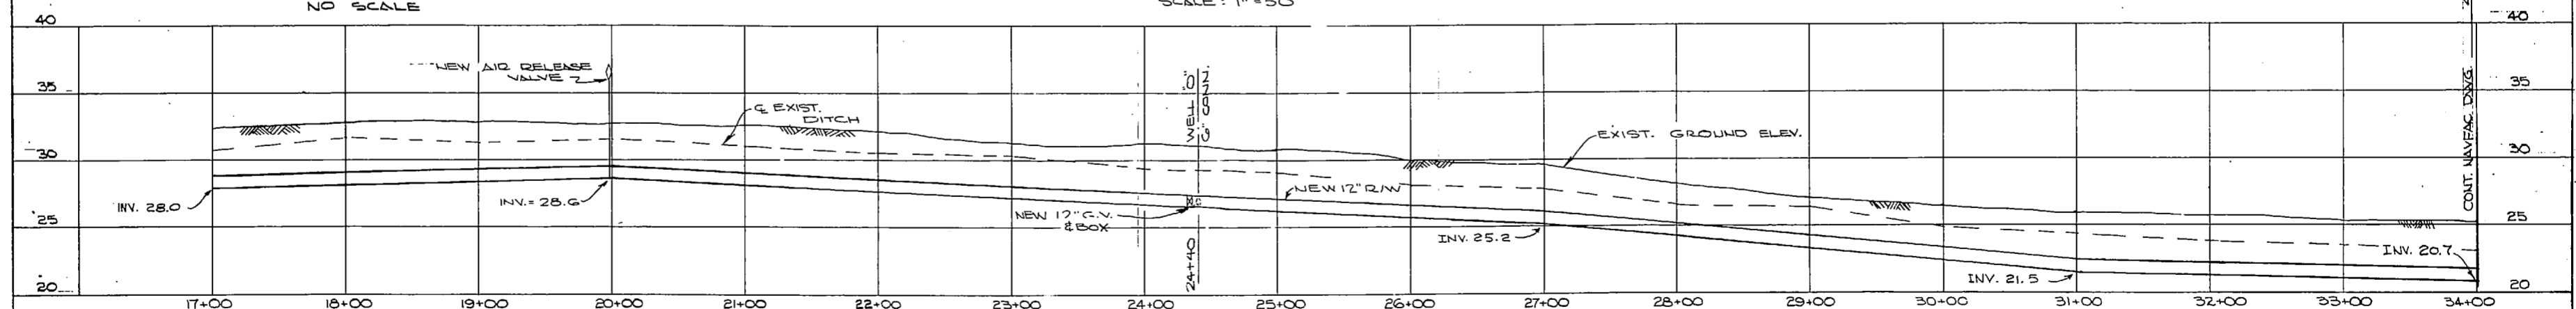 NO SCALE
SCALE: 1"=50'
40
40
NEW AIR RELEASE
VALVE
35
35
WELL "O"
6" CONN.
CONT. NAVFAC. DWG.
℄ EXIST.
DITCH
EXIST. GROUND ELEV.
30
30
INV. 28.0
INV.= 28.6
NEW 12" R/W
NEW 12" G.V.
& BOX
25
25
INV. 25.2
24+40
INV. 20.7
INV. 21.5
20
20
17+00
18+00
19+00
20+00
21+00
22+00
23+00
24+00
25+00
26+00
27+00
28+00
29+00
30+00
31+00
32+00
33+00
34+00